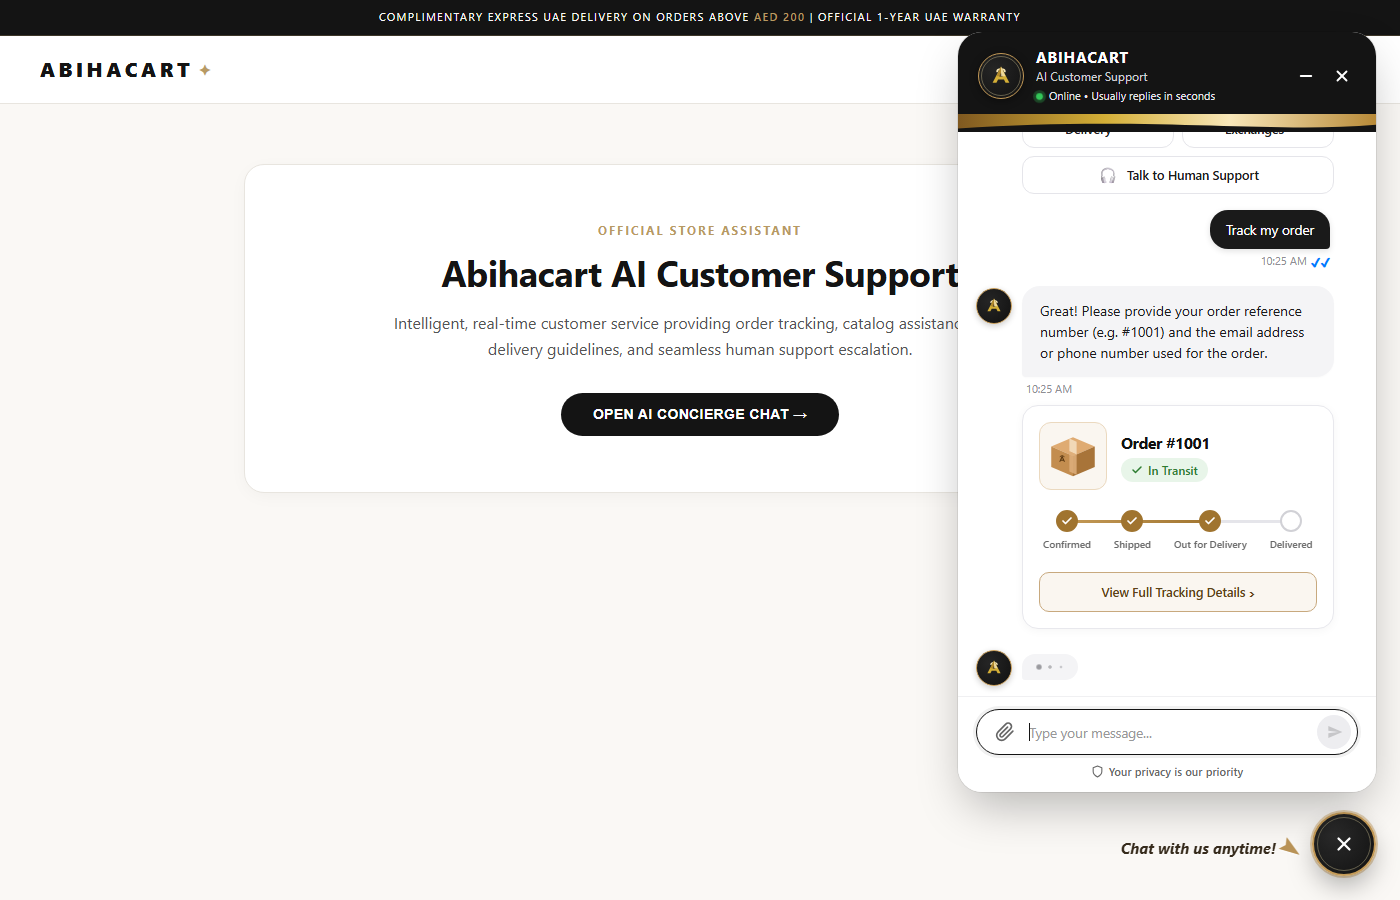 COMPLIMENTARY EXPRESS UAE DELIVERY ON ORDERS ABOVE AED 200 | OFFICIAL 1-YEAR UAE WARRANTY
ABIHACART
OFFICIAL STORE ASSISTANT
Abihacart AI Customer Support
Intelligent, real-time customer service providing order tracking, catalog
delivery guidelines, and seamless human support escalation.
OPEN AI CONCIERGE CHAT →
ABIHACART
AI Customer Support
Online • Usually replies in seconds
Delivery
Exchanges
Talk to Human Support
Track my order
10:25 AM
Great! Please provide your order reference
number (e.g. #1001) and the email address
or phone number used for the order.
10:25 AM
Order #1001
In Transit
Confirmed
Shipped
Out for Delivery
Delivered
View Full Tracking Details ›
Type your message...
Your privacy is our priority
Chat with us anytime!